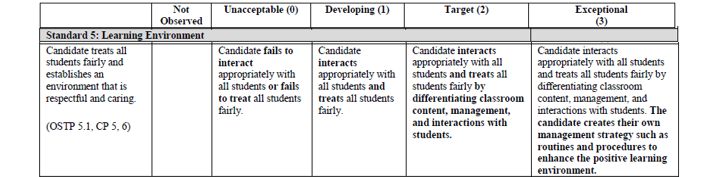 Not Observed
Unacceptable (0)
Developing (1)
Target (2)
Exceptional (3)
Standard 5: Learning Environment
Candidate treats all
students fairly and
establishes an
environment that is
respectful and caring.
(OSTP 5.1, CP 5, 6)
Candidate fails to
interact
appropriately with
all students or fails
to treat all students
fairly.
Candidate
interacts
appropriately with
all students and
treats all students
fairly.
Candidate interacts
appropriately with all
students and treats all
students fairly by
differentiating classroom
content, management,
and interactions with
students.
Candidate interacts
appropriately with all students
and treats all students fairly by
differentiating classroom
content, management, and
interactions with students. The
candidate creates their own
management strategy such as
routines and procedures to
enhance the positive learning
environment.